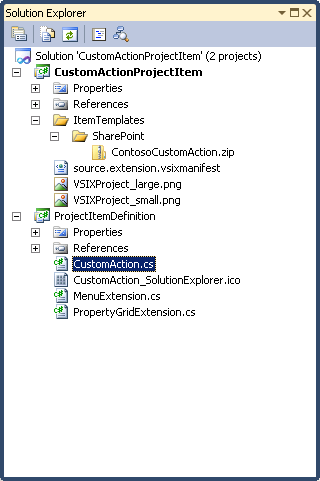 Solution Explorer
Solution 'CustomActionProjectItem' (2 projects)
CustomActionProjectItem
Properties
References
ItemTemplates
SharePoint
ContosoCustomAction.zip
source.extension.vsixmanifest
VSIXProject_large.png
VSIXProject_small.png
ProjectItemDefinition
Properties
References
CustomAction.cs
CustomAction_SolutionExplorer.ico
MenuExtension.cs
PropertyGridExtension.cs